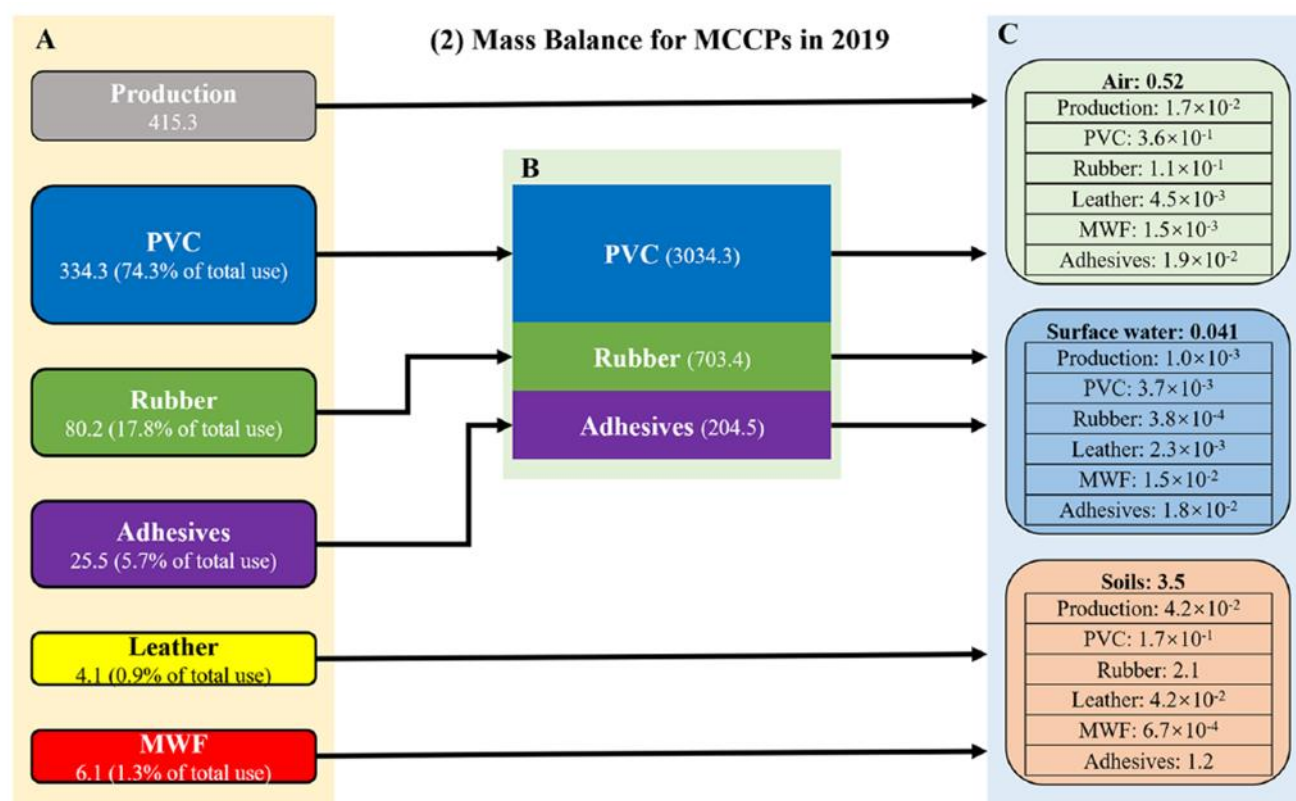 A
(2) Mass Balance for MCCPs in 2019
C
Production
415.3
PVC
334.3 (74.3% of total use)
Rubber
80.2 (17.8% of total use)
Adhesives
25.5 (5.7% of total use)
Leather
4.1 (0.9% of total use)
MWF
6.1 (1.3% of total use)
B
PVC (3034.3)
Rubber (703.4)
Adhesives (204.5)
Air: 0.52
Production: 1.7×10⁻²
PVC: 3.6×10⁻¹
Rubber: 1.1×10⁻¹
Leather: 4.5×10⁻³
MWF: 1.5×10⁻³
Adhesives: 1.9×10⁻²
Surface water: 0.041
Production: 1.0×10⁻³
PVC: 3.7×10⁻³
Rubber: 3.8×10⁻⁴
Leather: 2.3×10⁻³
MWF: 1.5×10⁻²
Adhesives: 1.8×10⁻²
Soils: 3.5
Production: 4.2×10⁻²
PVC: 1.7×10⁻¹
Rubber: 2.1
Leather: 4.2×10⁻²
MWF: 6.7×10⁻⁴
Adhesives: 1.2